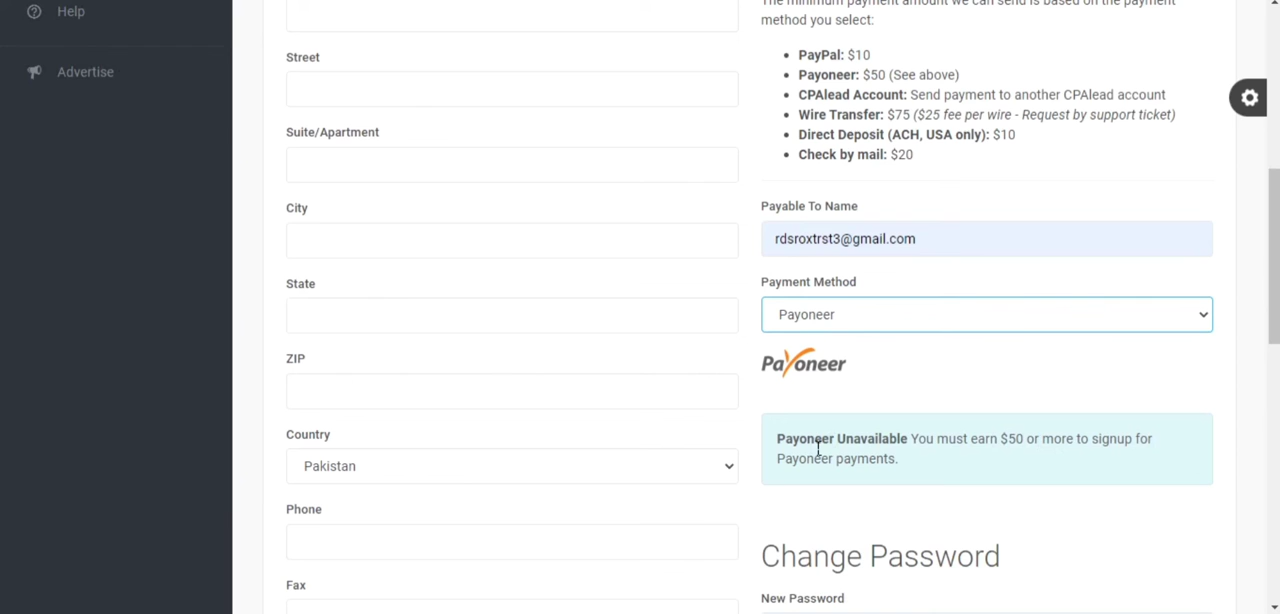 Help
Advertise
Street
Suite/Apartment
City
State
ZIP
Country
Pakistan
Phone
Fax
The minimum payment amount we can send is based on the payment
method you select:
PayPal: $10
Payoneer: $50 (See above)
CPAlead Account: Send payment to another CPAlead account
Wire Transfer: $75 ($25 fee per wire - Request by support ticket)
Direct Deposit (ACH, USA only): $10
Check by mail: $20
Payable To Name
rdsroxtrst3@gmail.com
Payment Method
Payoneer
Payoneer
Payoneer Unavailable You must earn $50 or more to signup for
Payoneer payments.
Change Password
New Password